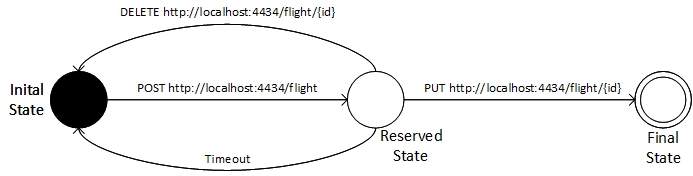 DELETE http://localhost:4434/flight/{id}
Inital
State
POST http://localhost:4434/flight
PUT http://localhost:4434/flight/{id}
Reserved
State
Final
State
Timeout